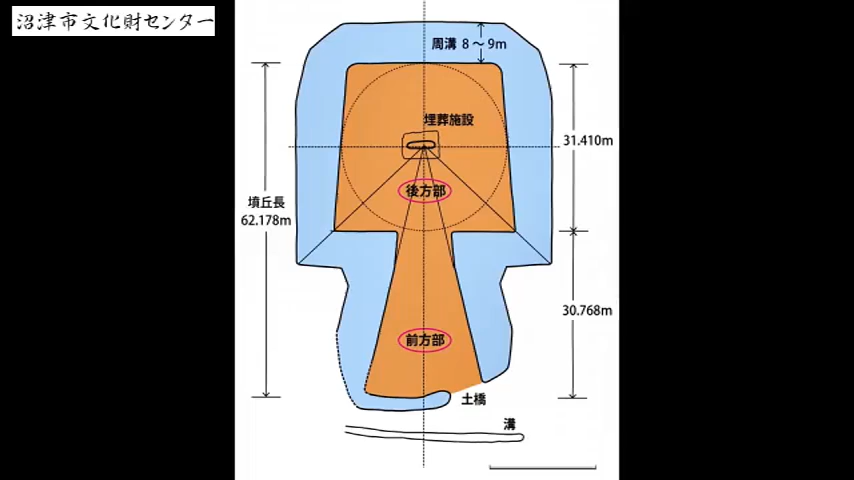 沼津市文化財センター
周溝 8～9m
埋葬施設
31.410m
後方部
墳丘長
62.178m
30.768m
前方部
土橋
溝